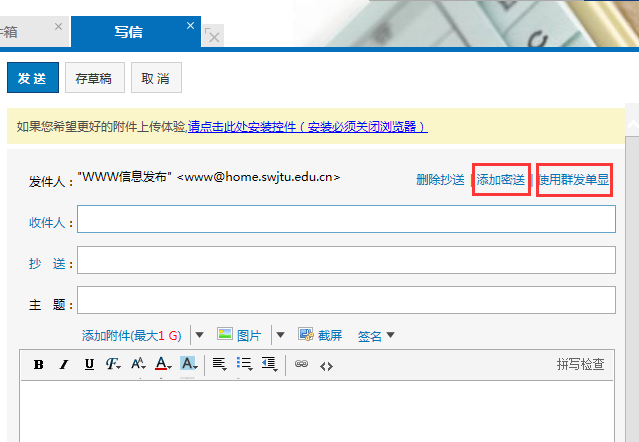 件箱 写信
发 送 存草稿 取 消
如果您希望更好的附件上传体验,请点击此处安装控件（安装必须关闭浏览器）
发件人："WWW信息发布" <www@home.swjtu.edu.cn> 删除抄送 | 添加密送 | 使用群发单显
收件人：
抄 送：
主 题：
添加附件(最大1 G) 图片 截屏 签名
B I U F A A A 拼写检查